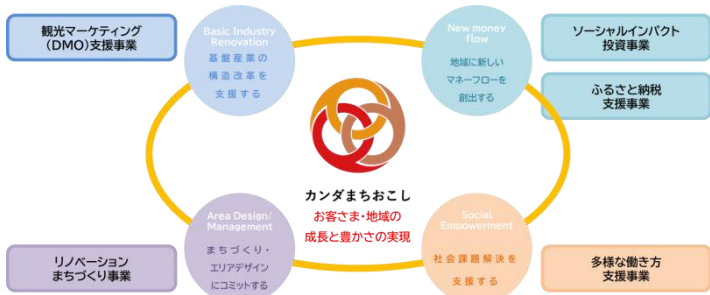 観光マーケティング
(DMO)支援事業
Basic Industry
Renovation
基盤産業の
構造改革を
支援する
New money
flow
地域に新しい
マネーフローを
創出する
ソーシャルインパクト
投資事業
ふるさと納税
支援事業
カンダまちおこし
お客さま・地域の
成長と豊かさの実現
リノベーション
まちづくり事業
Area Design/
Management
まちづくり・
エリアデザイン
にコミットする
Social
Empowerment
社会課題解決を
支援する
多様な働き方
支援事業